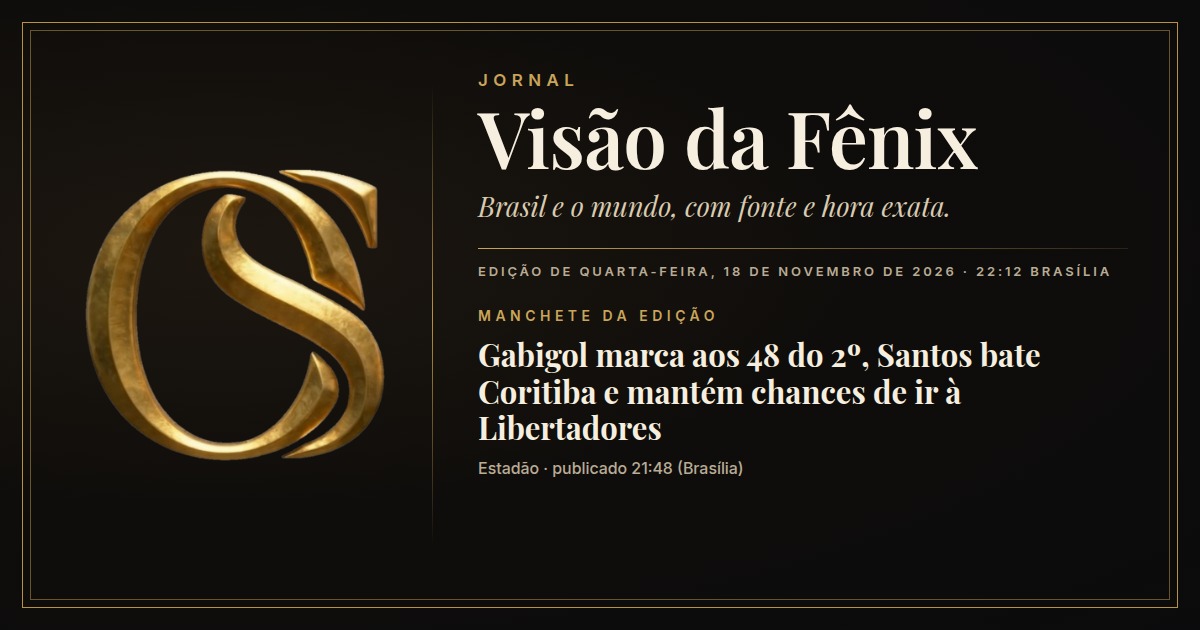 JORNAL
Visão da Fênix
Brasil e o mundo, com fonte e hora exata.
EDIÇÃO DE QUARTA-FEIRA, 18 DE NOVEMBRO DE 2026 · 22:12 BRASÍLIA
MANCHETE DA EDIÇÃO
Gabigol marca aos 48 do 2º, Santos bate
Coritiba e mantém chances de ir à
Libertadores
Estadão · publicado 21:48 (Brasília)
OS